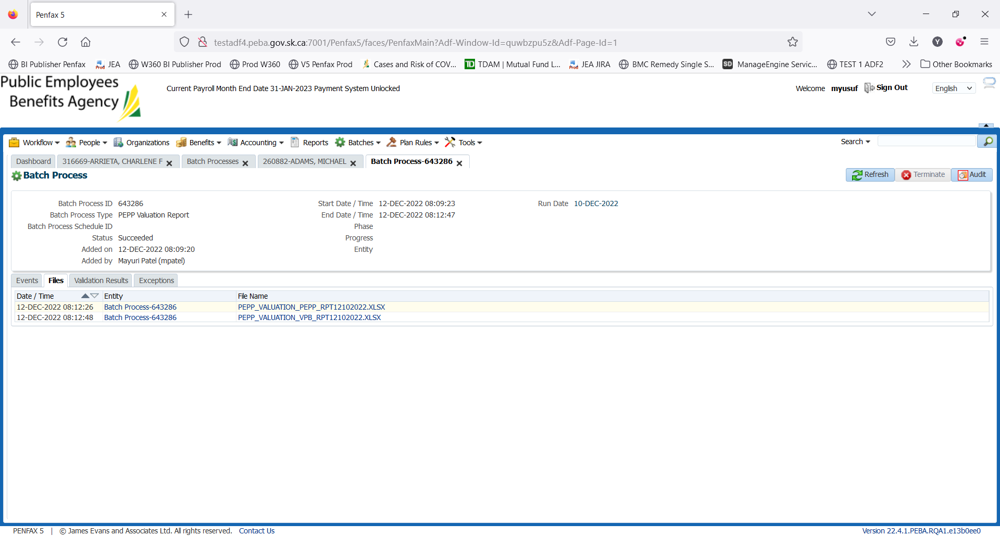 Penfax 5
testadf4.peba.gov.sk.ca:7001/Penfax5/faces/PenfaxMain?Adf-Window-Id=quwbzpu5z&Adf-Page-Id=1
Y
BI Publisher Penfax JEA W360 BI Publisher Prod Prod W360 V5 Penfax Prod Cases and Risk of COV... TD TDAM | Mutual Fund L... JEA JIRA BMC Remedy Single S... SD ManageEngine Servic... TEST 1 ADF2 Other Bookmarks
Public Employees
Benefits Agency
Current Payroll Month End Date 31-JAN-2023 Payment System Unlocked
Welcome myusuf Sign Out English
Workflow People Organizations Benefits Accounting Reports Batches Plan Rules Tools Search
Dashboard 316669-ARRIETA, CHARLENE F Batch Processes 260882-ADAMS, MICHAEL Batch Process-643286
Batch Process Refresh Terminate Audit
Batch Process ID 643286 Start Date / Time 12-DEC-2022 08:09:23 Run Date 10-DEC-2022
Batch Process Type PEPP Valuation Report End Date / Time 12-DEC-2022 08:12:47
Batch Process Schedule ID Phase
Status Succeeded Progress
Added on 12-DEC-2022 08:09:20 Entity
Added by Mayuri Patel (mpatel)
Events Files Validation Results Exceptions
Date / Time Entity File Name
12-DEC-2022 08:12:26 Batch Process-643286 PEPP_VALUATION_PEPP_RPT12102022.XLSX
12-DEC-2022 08:12:48 Batch Process-643286 PEPP_VALUATION_VPB_RPT12102022.XLSX
PENFAX 5 | © James Evans and Associates Ltd. All rights reserved. Contact Us Version 22.4.1.PEBA.RQA1.e13b0ee0